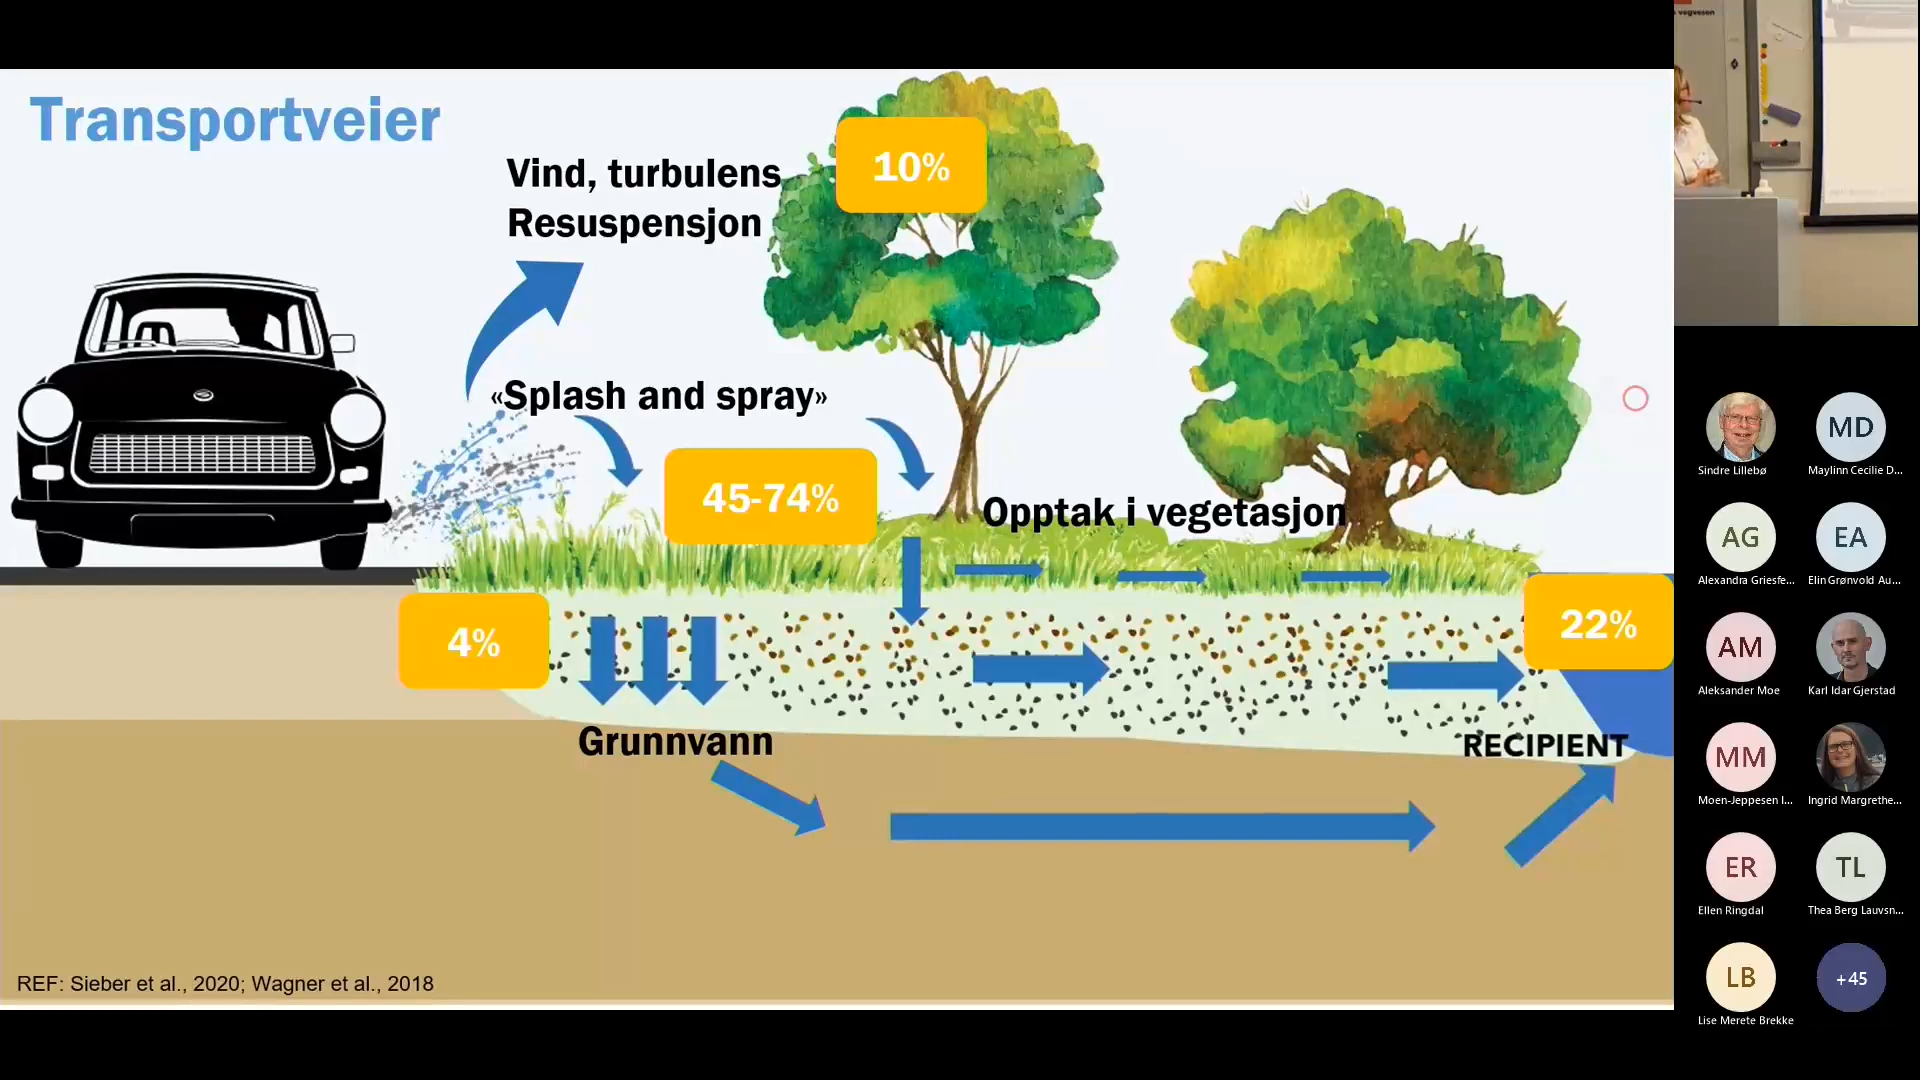 Transportveier
Vind, turbulens
Resuspensjon
10%
«Splash and spray»
45-74%
Opptak i vegetasjon
4%
22%
Grunnvann
RECIPIENT
REF: Sieber et al., 2020; Wagner et al., 2018
vegvesen
Sindre Lillebø
MD
Maylinn Cecilie D...
AG
Alexandra Griesfe...
EA
Elin Grønvold Au...
AM
Aleksander Moe
Karl Idar Gjerstad
MM
Moen-Jeppesen I...
Ingrid Margrethe...
ER
Ellen Ringdal
TL
Thea Berg Lauvsn...
LB
Lise Merete Brekke
+45